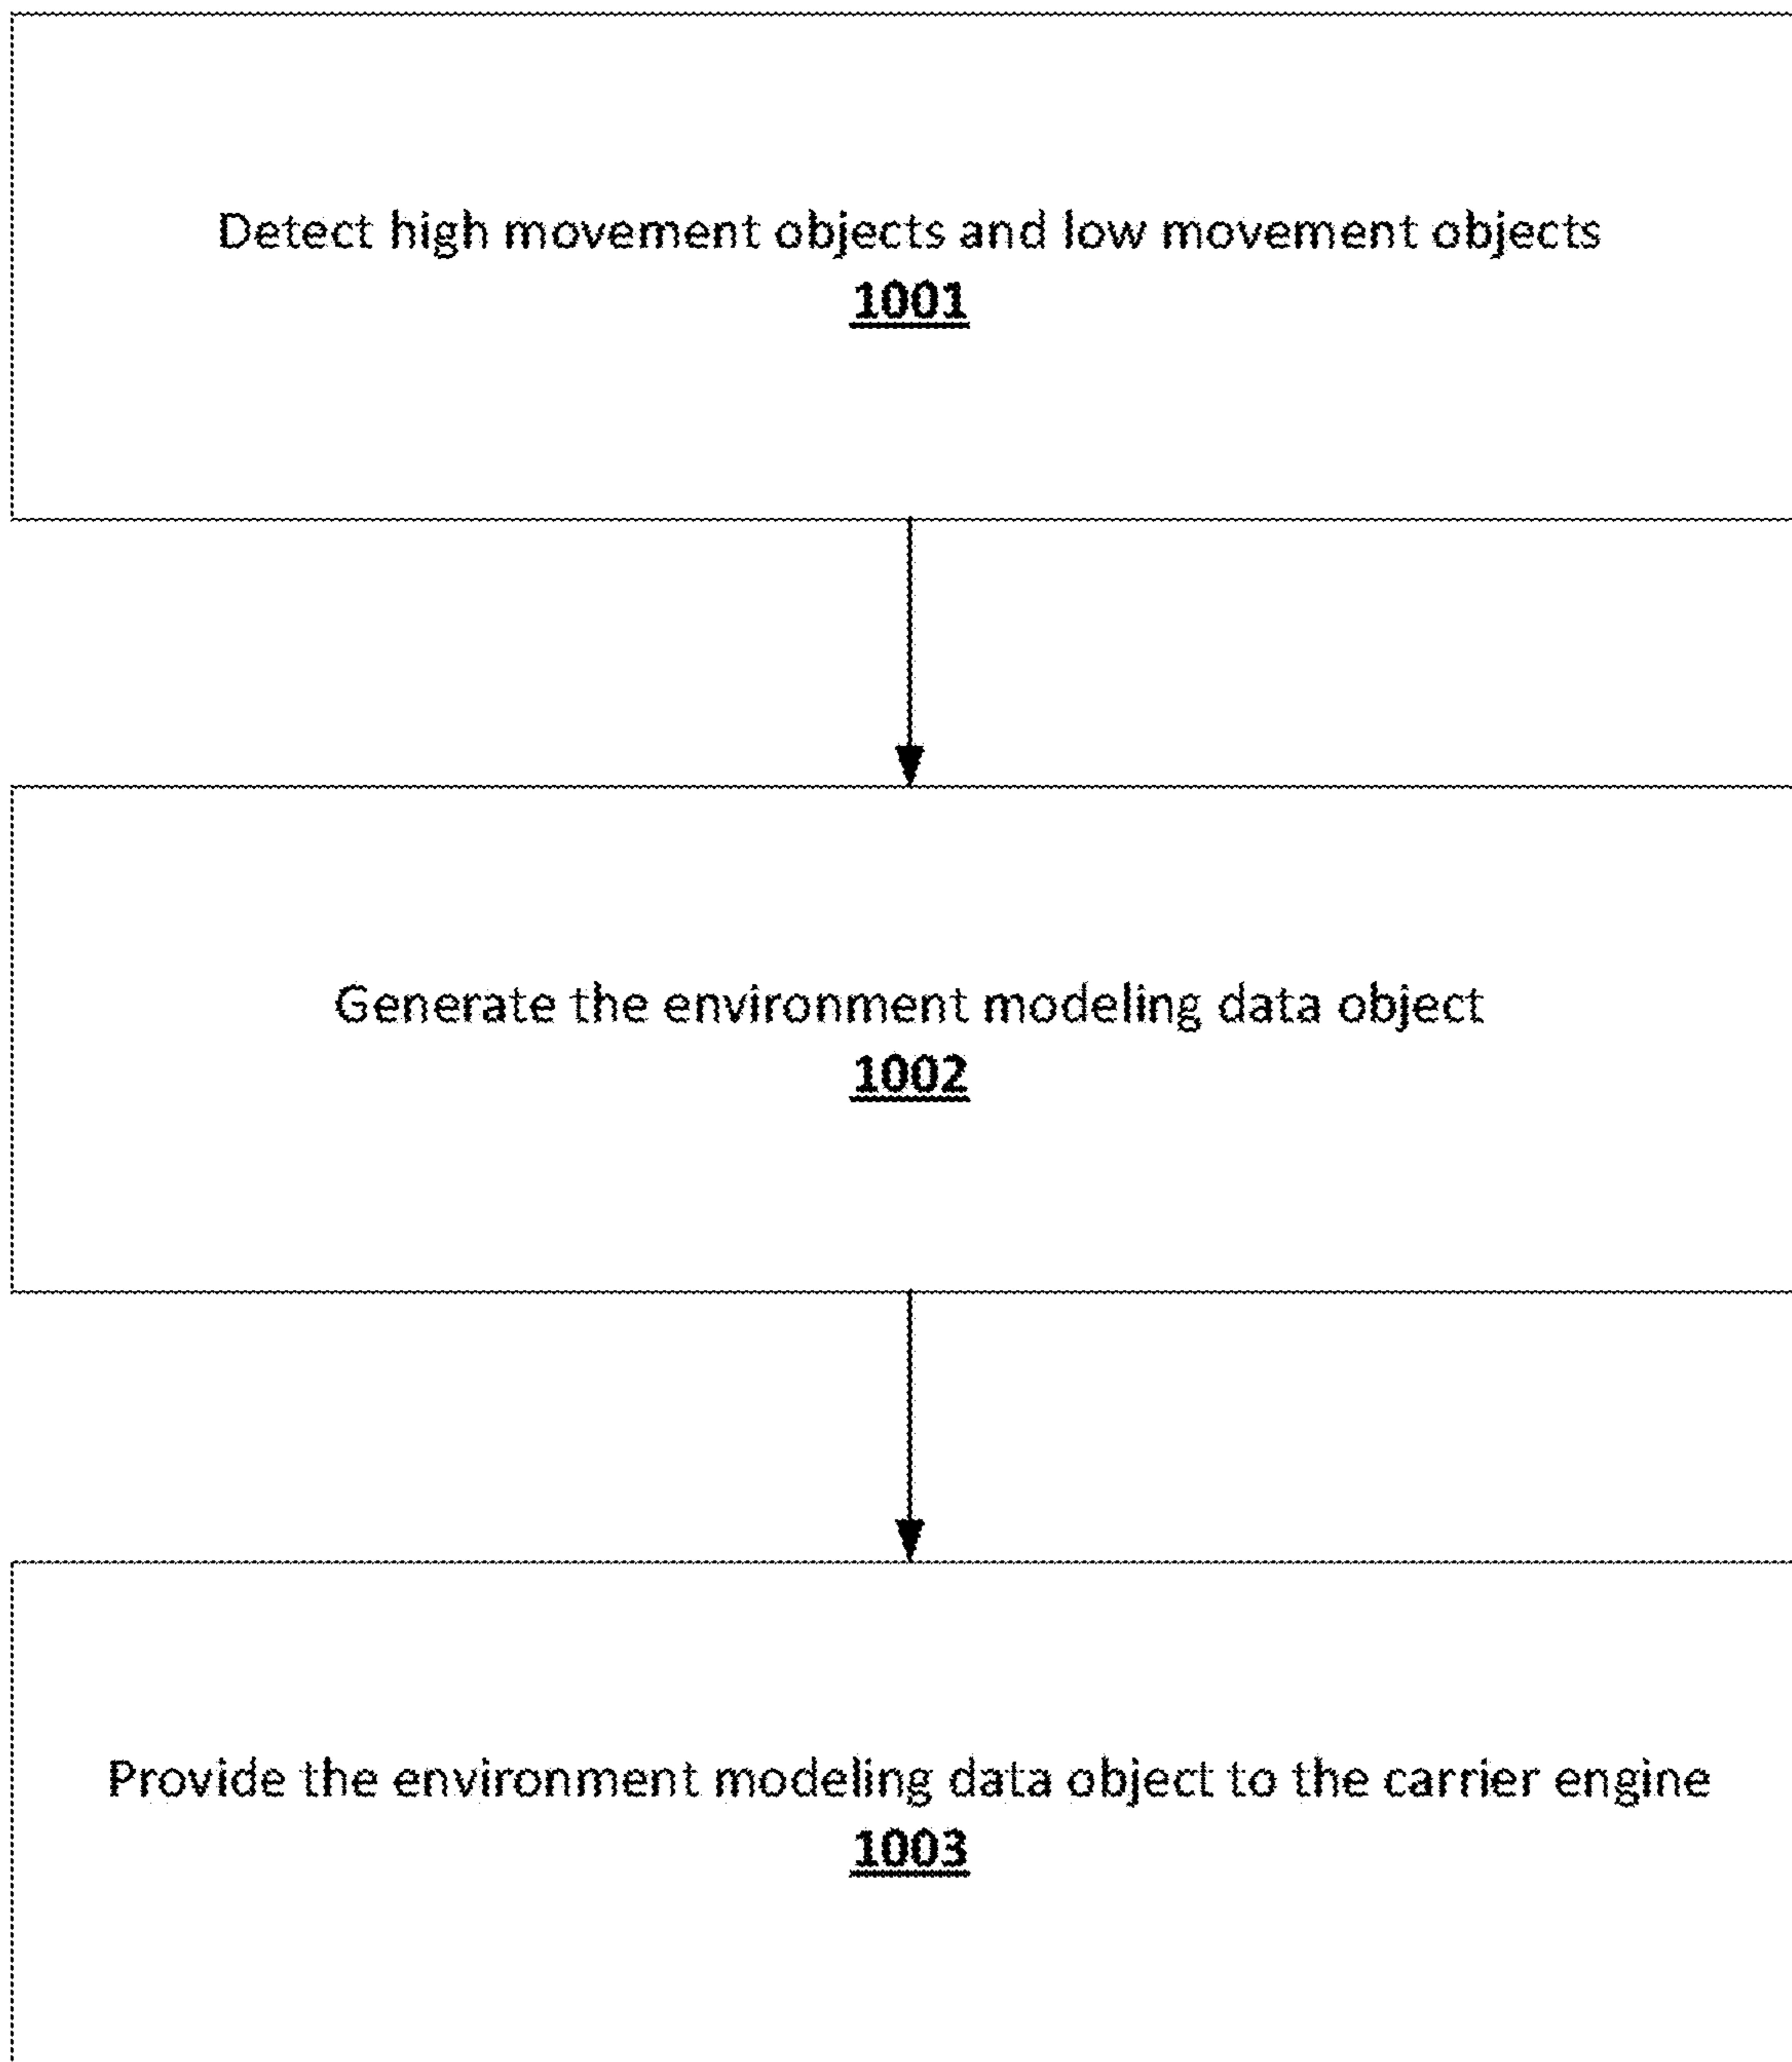 Detect high movement objects and low movement objects
1001
Generate the environment modeling data object
1002
Provide the environment modeling data object to the carrier engine
1003